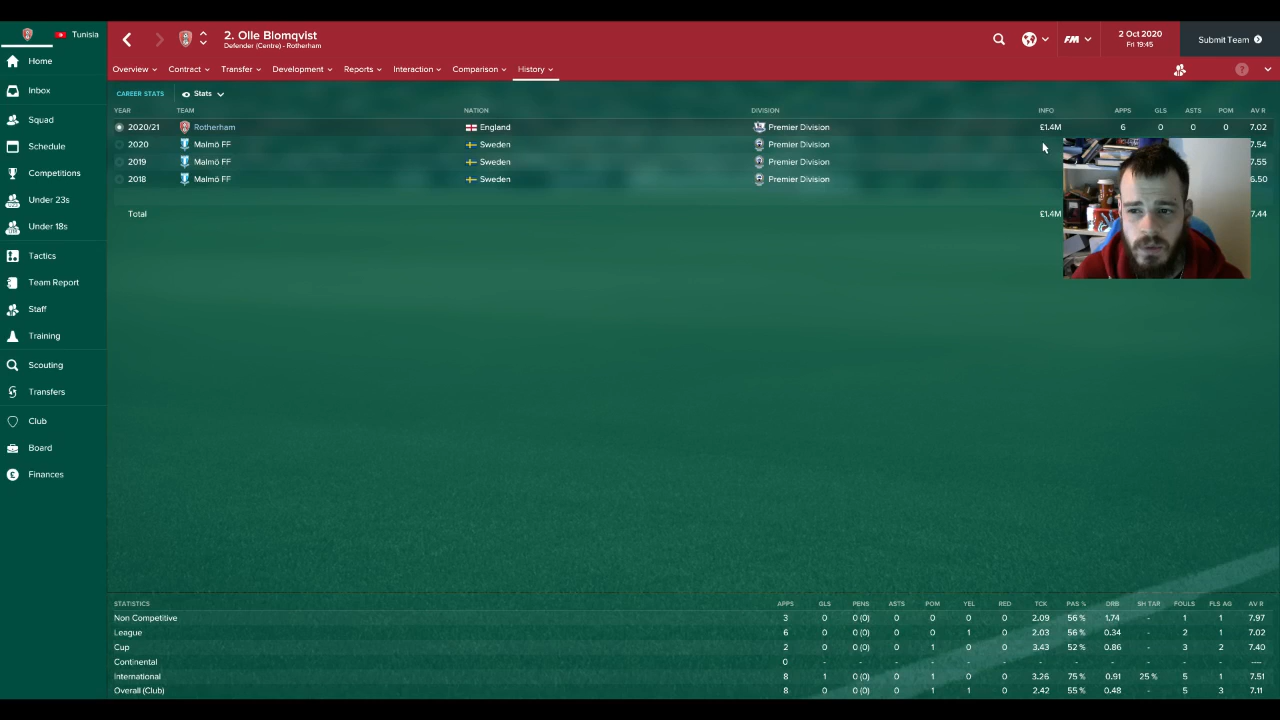 Tunisia
2. Olle Blomqvist
Defender (Centre) - Rotherham
FM
2 Oct 2020
Fri 19:45
Submit Team
Overview Contract Transfer Development Reports Interaction Comparison History
?
Home
Inbox
Squad
Schedule
Competitions
Under 23s
Under 18s
Tactics
Team Report
Staff
Training
Scouting
Transfers
Club
Board
Finances
CAREER STATS Stats
YEAR TEAM NATION DIVISION INFO APPS GLS ASTS POM AV R
2020/21 Rotherham England Premier Division £1.4M 6 0 0 0 7.02
2020 Malmö FF Sweden Premier Division 7.54
2019 Malmö FF Sweden Premier Division 7.55
2018 Malmö FF Sweden Premier Division 6.50
Total £1.4M 7.44
STATISTICS APPS GLS PENS ASTS POM YEL RED TCK PAS % DRB SH TAR FOULS FLS AG AV R
Non Competitive 3 0 0 (0) 0 0 0 0 2.09 56 % 1.74 - 1 1 7.97
League 6 0 0 (0) 0 0 1 0 2.03 56 % 0.34 - 2 1 7.02
Cup 2 0 0 (0) 0 1 0 0 3.43 52 % 0.86 - 3 2 7.40
Continental 0 - - - - - - - - - - - - ---
International 8 1 0 (0) 0 1 0 0 3.26 75 % 0.91 25 % 5 1 7.51
Overall (Club) 8 0 0 (0) 0 1 1 0 2.42 55 % 0.48 - 5 3 7.11